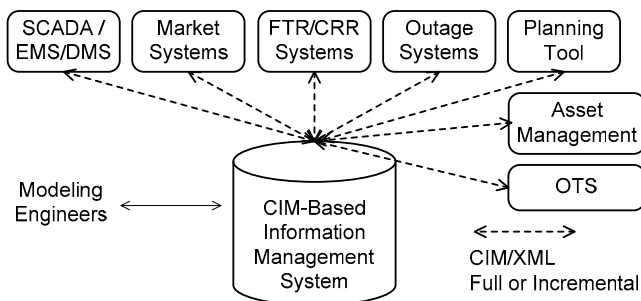 SCADA /
EMS/DMS
Market
Systems
FTR/CRR
Systems
Outage
Systems
Planning
Tool
Asset
Management
OTS
Modeling
Engineers
CIM-Based
Information
Management
System
CIM/XML
Full or Incremental